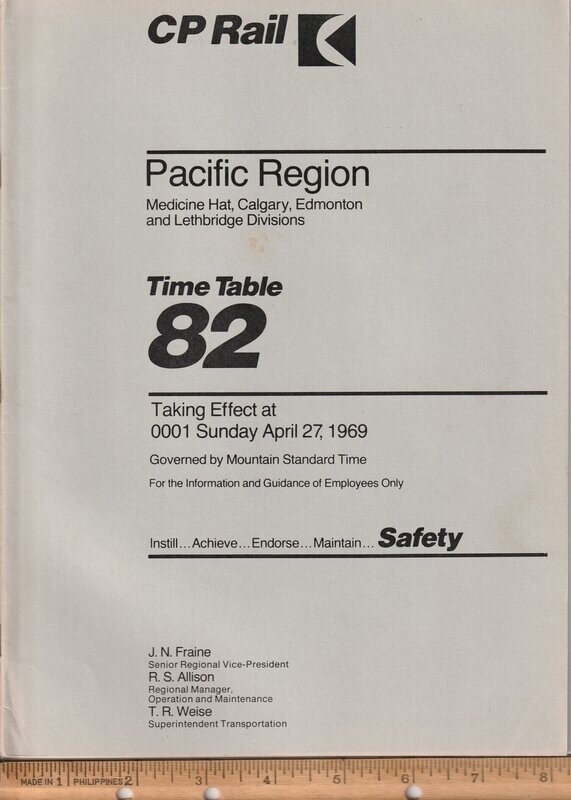 CP Rail
Pacific Region
Medicine Hat, Calgary, Edmonton
and Lethbridge Divisions
Time Table
82
Taking Effect at
0001 Sunday April 27, 1969
Governed by Mountain Standard Time
For the Information and Guidance of Employees Only
Instill...Achieve...Endorse...Maintain... Safety
J. N. Fraine
Senior Regional Vice-President
R. S. Allison
Regional Manager,
Operation and Maintenance
T. R. Weise
Superintendent Transportation
MADE IN 1 PHILIPPINES 2 3 4 5 6 7 8